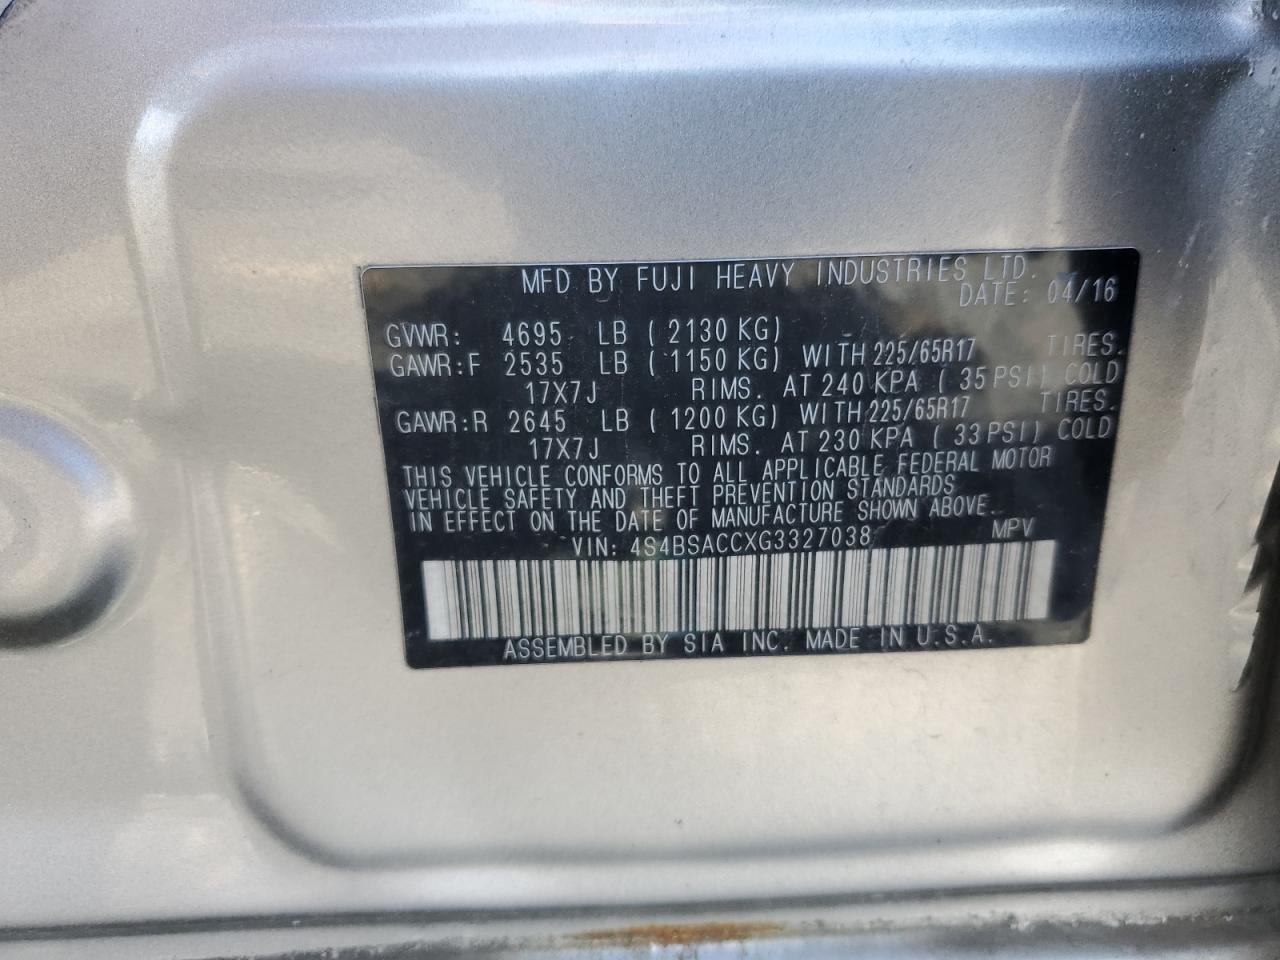 MFD BY FUJI HEAVY INDUSTRIES LTD.
DATE: 04/16
GVWR: 4695 LB (2130 KG)
GAWR:F 2535 LB (1150 KG) WITH 225/65R17 TIRES.
17X7J RIMS. AT 240 KPA (35 PSI) COLD
GAWR:R 2645 LB (1200 KG) WITH 225/65R17 TIRES.
17X7J RIMS. AT 230 KPA (33 PSI) COLD
THIS VEHICLE CONFORMS TO ALL APPLICABLE FEDERAL MOTOR
VEHICLE SAFETY AND THEFT PREVENTION STANDARDS
IN EFFECT ON THE DATE OF MANUFACTURE SHOWN ABOVE.
VIN: 4S4BSACCXG3327038 MPV
ASSEMBLED BY SIA INC. MADE IN U.S.A.